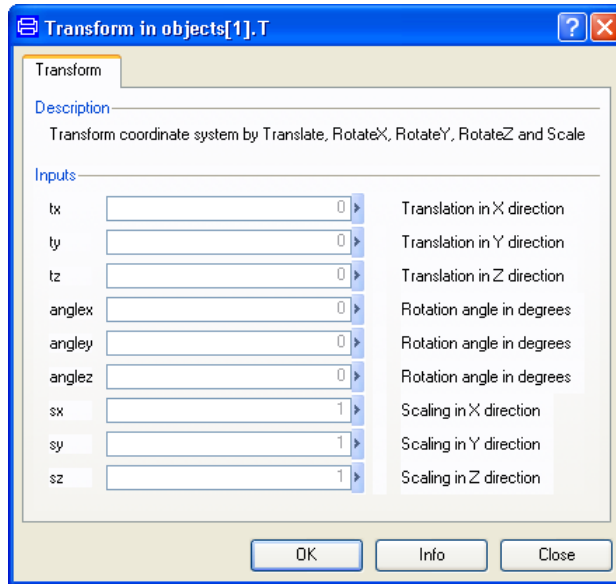 Transform in objects[1].T
Transform
Description
Transform coordinate system by Translate, RotateX, RotateY, RotateZ and Scale
Inputs
tx 0 Translation in X direction
ty 0 Translation in Y direction
tz 0 Translation in Z direction
anglex 0 Rotation angle in degrees
angley 0 Rotation angle in degrees
anglez 0 Rotation angle in degrees
sx 1 Scaling in X direction
sy 1 Scaling in Y direction
sz 1 Scaling in Z direction
OK Info Close